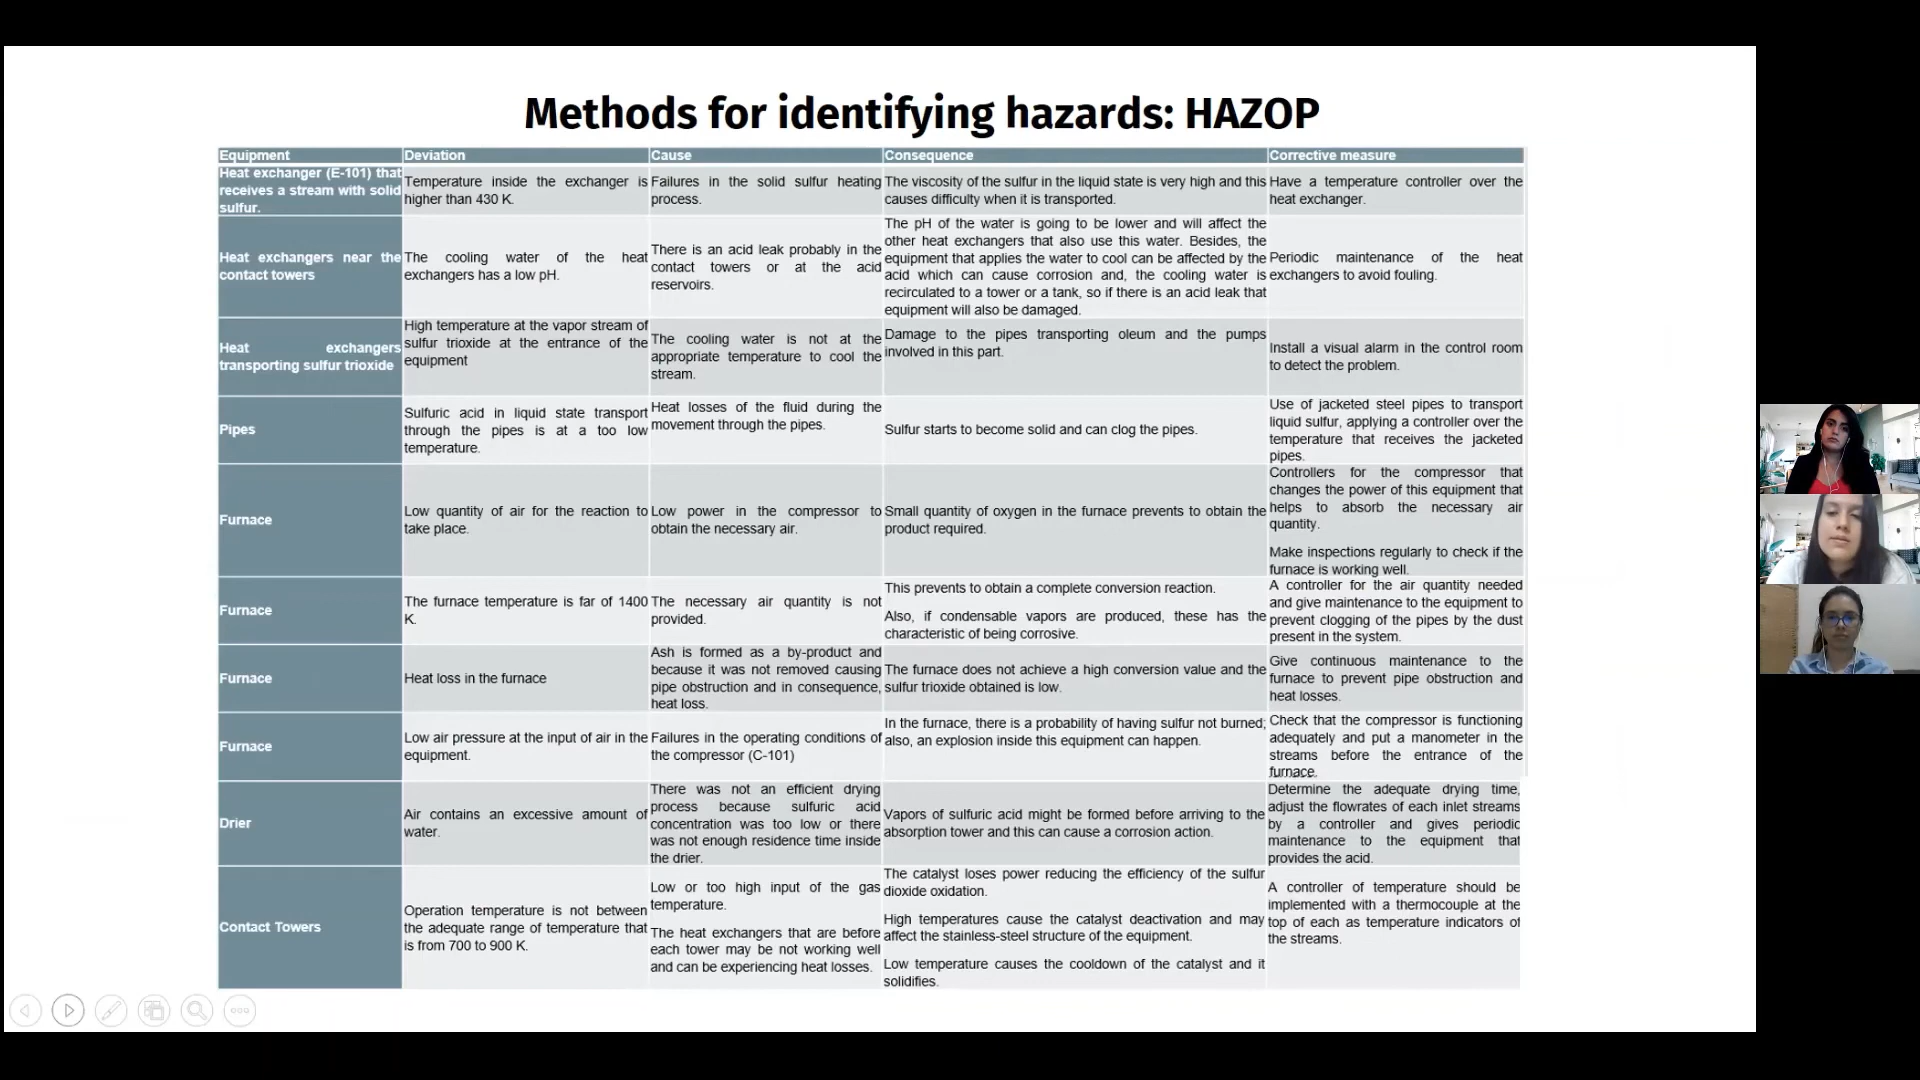 Methods for identifying hazards: HAZOP
Equipment Deviation Cause Consequence Corrective measure
Heat exchanger (E-101) that
receives a stream with solid
sulfur.
Temperature inside the exchanger is
higher than 430 K.
Failures in the solid sulfur heating
process.
The viscosity of the sulfur in the liquid state is very high and this
causes difficulty when it is transported.
Have a temperature controller over the
heat exchanger.
Heat exchangers near the
contact towers
The cooling water of the heat
exchangers has a low pH.
There is an acid leak probably in the
contact towers or at the acid
reservoirs.
The pH of the water is going to be lower and will affect the
other heat exchangers that also use this water. Besides, the
equipment that applies the water to cool can be affected by the
acid which can cause corrosion and, the cooling water is
recirculated to a tower or a tank, so if there is an acid leak that
equipment will also be damaged.
Periodic maintenance of the heat
exchangers to avoid fouling.
Heat exchangers
transporting sulfur trioxide
High temperature at the vapor stream of
sulfur trioxide at the entrance of the
equipment
The cooling water is not at the
appropriate temperature to cool the
stream.
Damage to the pipes transporting oleum and the pumps
involved in this part.
Install a visual alarm in the control room
to detect the problem.
Pipes
Sulfuric acid in liquid state transport
through the pipes is at a too low
temperature.
Heat losses of the fluid during the
movement through the pipes.
Sulfur starts to become solid and can clog the pipes.
Use of jacketed steel pipes to transport
liquid sulfur, applying a controller over the
temperature that receives the jacketed
pipes.
Furnace
Low quantity of air for the reaction to
take place.
Low power in the compressor to
obtain the necessary air.
Small quantity of oxygen in the furnace prevents to obtain the
product required.
Controllers for the compressor that
changes the power of this equipment that
helps to absorb the necessary air
quantity.
Make inspections regularly to check if the
furnace is working well.
Furnace
The furnace temperature is far of 1400
K.
The necessary air quantity is not
provided.
This prevents to obtain a complete conversion reaction.
Also, if condensable vapors are produced, these has the
characteristic of being corrosive.
A controller for the air quantity needed
and give maintenance to the equipment to
prevent clogging of the pipes by the dust
present in the system.
Furnace
Heat loss in the furnace
Ash is formed as a by-product and
because it was not removed causing
pipe obstruction and in consequence,
heat loss.
The furnace does not achieve a high conversion value and the
sulfur trioxide obtained is low.
Give continuous maintenance to the
furnace to prevent pipe obstruction and
heat losses.
Furnace
Low air pressure at the input of air in the
equipment.
Failures in the operating conditions of
the compressor (C-101)
In the furnace, there is a probability of having sulfur not burned;
also, an explosion inside this equipment can happen.
Check that the compressor is functioning
adequately and put a manometer in the
streams before the entrance of the
furnace.
Drier
Air contains an excessive amount of
water.
There was not an efficient drying
process because sulfuric acid
concentration was too low or there
was not enough residence time inside
the drier.
Vapors of sulfuric acid might be formed before arriving to the
absorption tower and this can cause a corrosion action.
Determine the adequate drying time,
adjust the flowrates of each inlet streams
by a controller and gives periodic
maintenance to the equipment that
provides the acid.
Contact Towers
Operation temperature is not between
the adequate range of temperature that
is from 700 to 900 K.
Low or too high input of the gas
temperature.
The heat exchangers that are before
each tower may be not working well
and can be experiencing heat losses.
The catalyst loses power reducing the efficiency of the sulfur
dioxide oxidation.
High temperatures cause the catalyst deactivation and may
affect the stainless-steel structure of the equipment.
Low temperature causes the cooldown of the catalyst and it
solidifies.
A controller of temperature should be
implemented with a thermocouple at the
top of each as temperature indicators of
the streams.